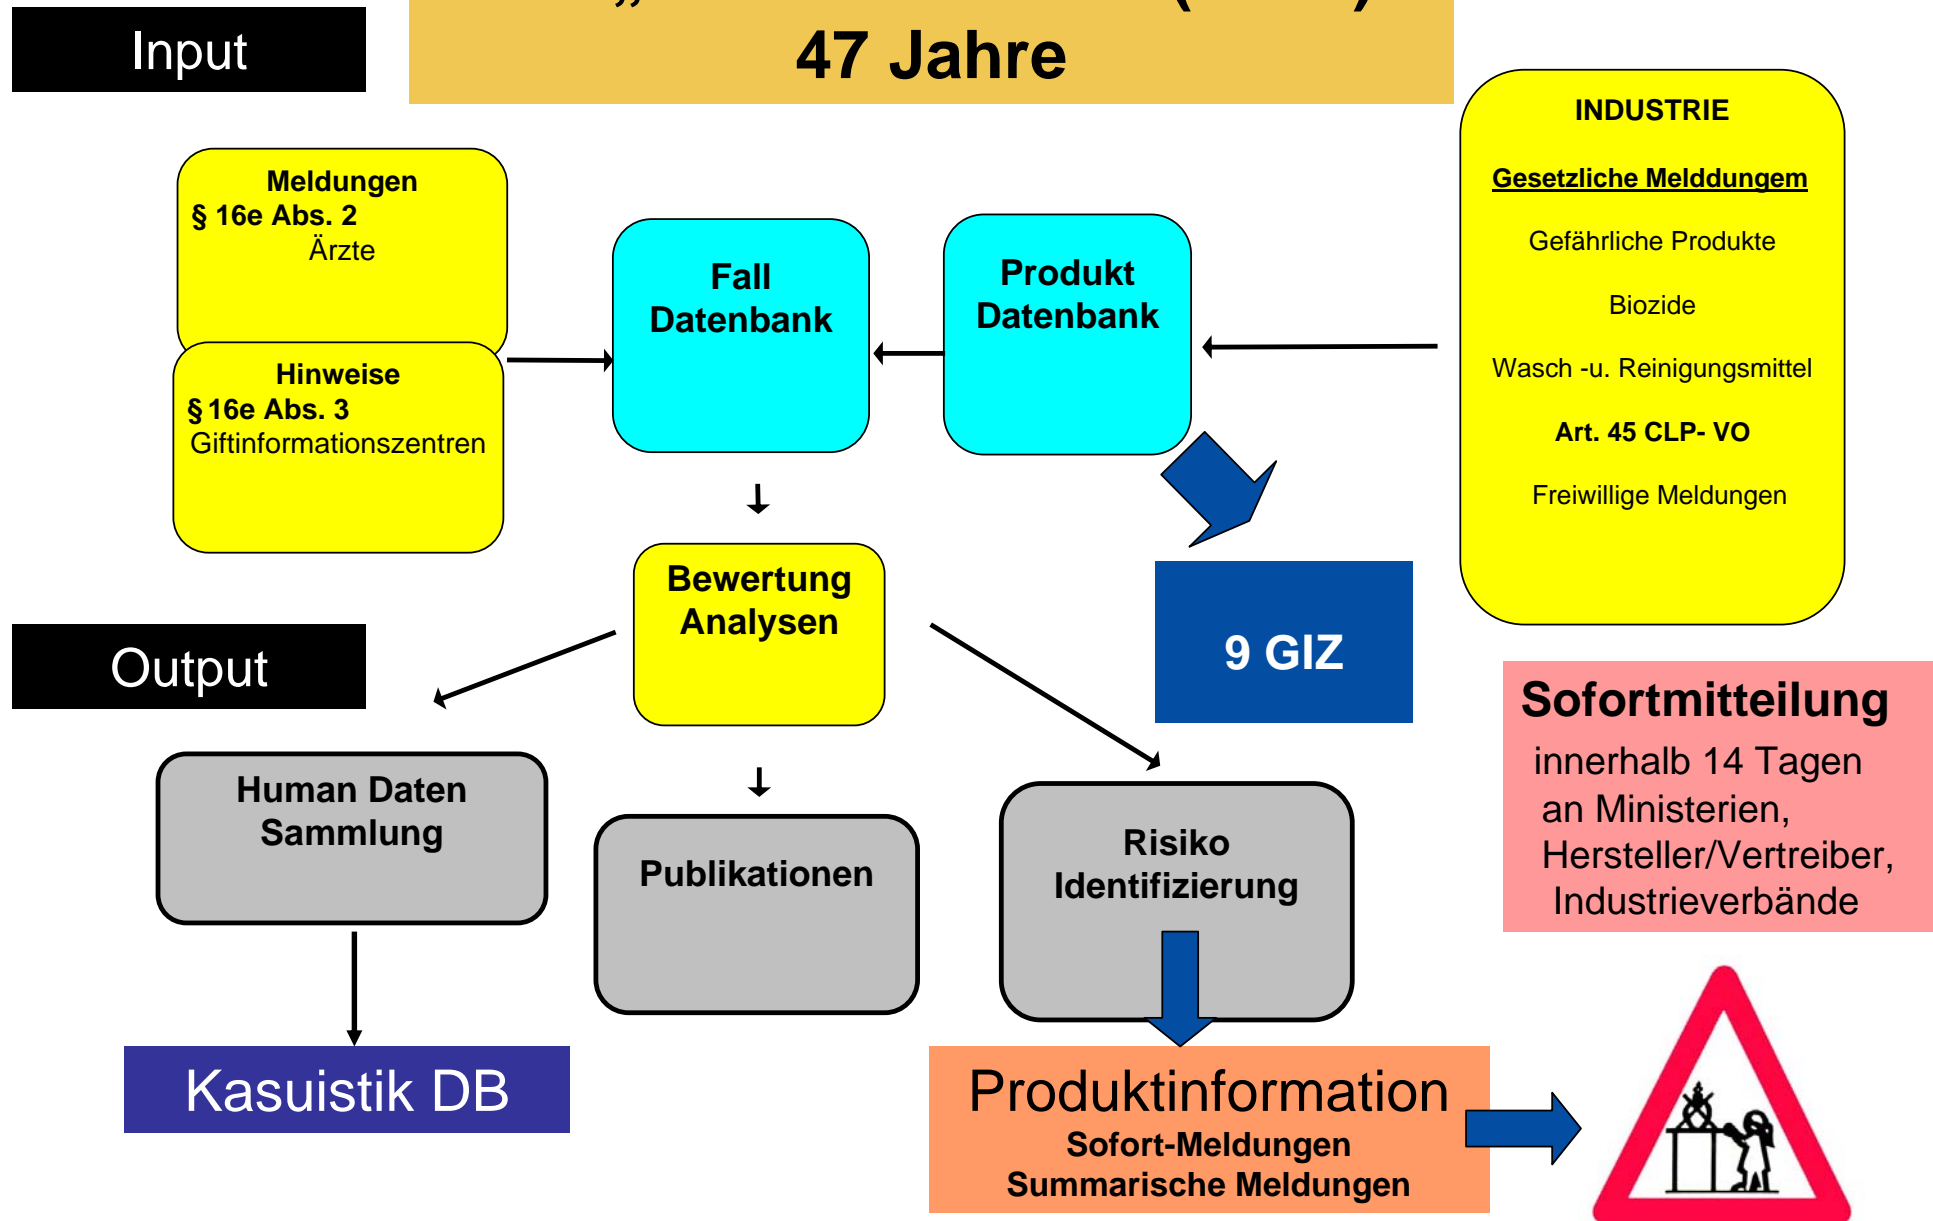 Input
47 Jahre
INDUSTRIE
Gesetzliche Melddungem
Gefährliche Produkte
Biozide
Wasch -u. Reinigungsmittel
Art. 45 CLP- VO
Freiwillige Meldungen
Meldungen
§ 16e Abs. 2
Ärzte
Hinweise
§ 16e Abs. 3
Giftinformationszentren
Fall
Datenbank
Produkt
Datenbank
Bewertung
Analysen
9 GIZ
Output
Sofortmitteilung
innerhalb 14 Tagen
an Ministerien,
Hersteller/Vertreiber,
Industrieverbände
Human Daten
Sammlung
Publikationen
Risiko
Identifizierung
Kasuistik DB
Produktinformation
Sofort-Meldungen
Summarische Meldungen